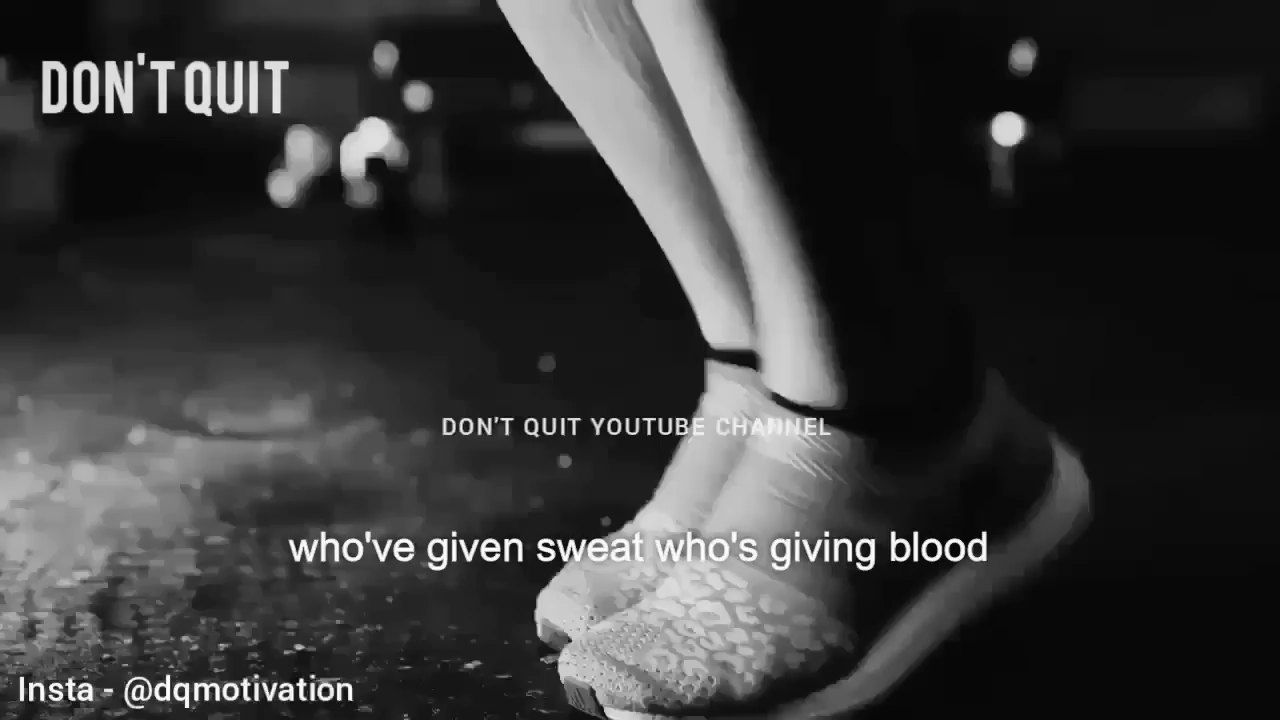 DON'T QUIT
DON'T QUIT YOUTUBE CHANNEL
who've given sweat who's giving blood
Insta - @dqmotivation